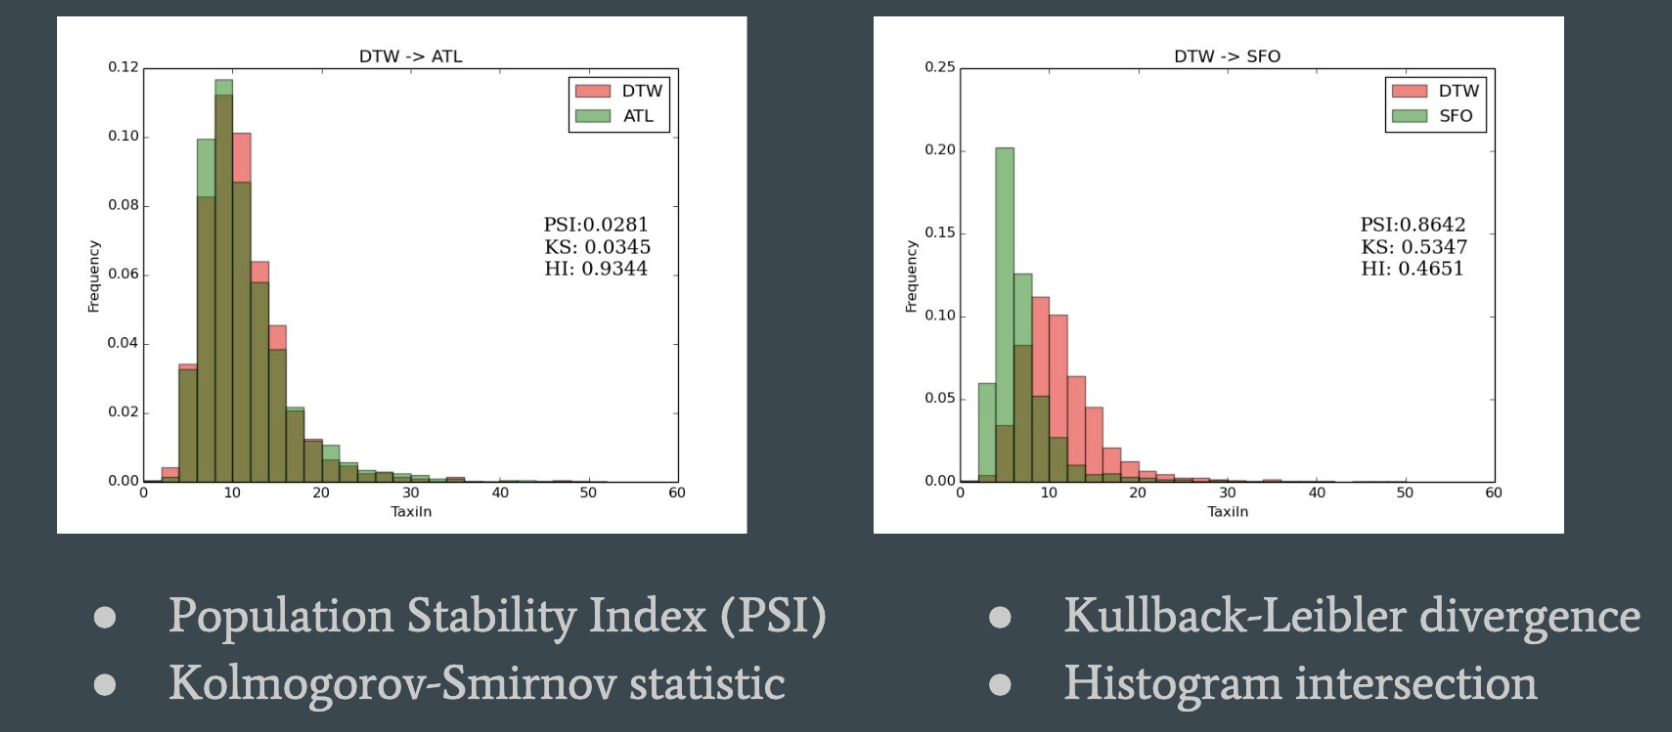 DTW -> ATL
0.12
0.10
0.08
0.06
0.04
0.02
0.00
Frequency
DTW
ATL
PSI:0.0281
KS: 0.0345
HI: 0.9344
0 10 20 30 40 50 60
TaxiIn
DTW -> SFO
0.25
0.20
0.15
0.10
0.05
0.00
Frequency
DTW
SFO
PSI:0.8642
KS: 0.5347
HI: 0.4651
0 10 20 30 40 50 60
TaxiIn
● Population Stability Index (PSI)
● Kolmogorov-Smirnov statistic
● Kullback-Leibler divergence
● Histogram intersection